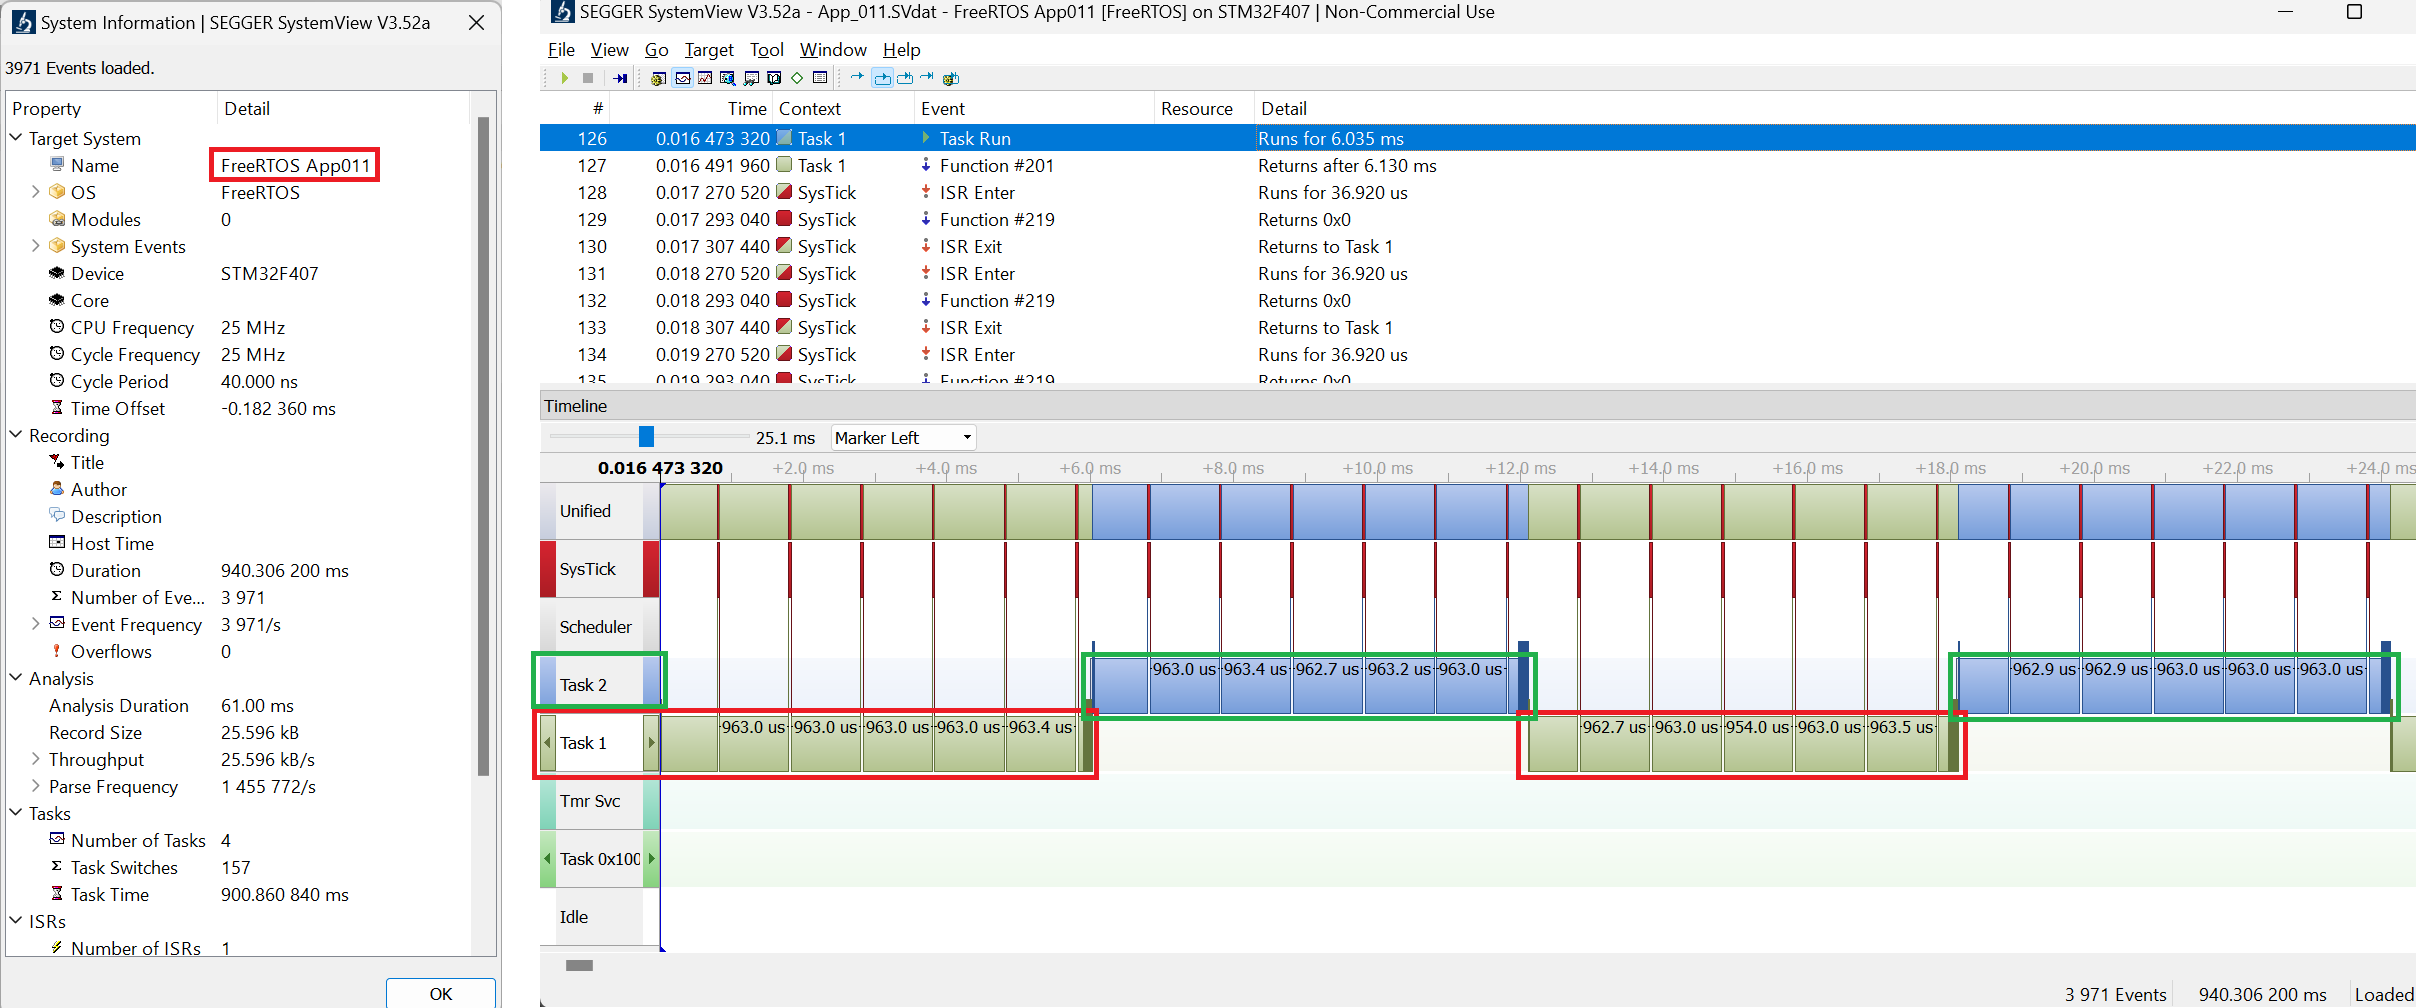 System Information | SEGGER SystemView V3.52a
3971 Events loaded.
Property Detail
Target System
Name FreeRTOS App011
OS FreeRTOS
Modules 0
System Events
Device STM32F407
Core
CPU Frequency 25 MHz
Cycle Frequency 25 MHz
Cycle Period 40.000 ns
Time Offset -0.182 360 ms
Recording
Title
Author
Description
Host Time
Duration 940.306 200 ms
Number of Eve... 3 971
Event Frequency 3 971/s
Overflows 0
Analysis
Analysis Duration 61.00 ms
Record Size 25.596 kB
Throughput 25.596 kB/s
Parse Frequency 1 455 772/s
Tasks
Number of Tasks 4
Task Switches 157
Task Time 900.860 840 ms
ISRs
Number of ISRs 1
OK
SEGGER SystemView V3.52a - App_011.SVdat - FreeRTOS App011 [FreeRTOS] on STM32F407 | Non-Commercial Use
File View Go Target Tool Window Help
# Time Context Event Resource Detail
126 0.016 473 320 Task 1 Task Run Runs for 6.035 ms
127 0.016 491 960 Task 1 Function #201 Returns after 6.130 ms
128 0.017 270 520 SysTick ISR Enter Runs for 36.920 us
129 0.017 293 040 SysTick Function #219 Returns 0x0
130 0.017 307 440 SysTick ISR Exit Returns to Task 1
131 0.018 270 520 SysTick ISR Enter Runs for 36.920 us
132 0.018 293 040 SysTick Function #219 Returns 0x0
133 0.018 307 440 SysTick ISR Exit Returns to Task 1
134 0.019 270 520 SysTick ISR Enter Runs for 36.920 us
135 0.019 293 040 SysTick Function #219 Returns 0x0
Timeline
25.1 ms Marker Left
0.016 473 320 +2.0 ms +4.0 ms +6.0 ms +8.0 ms +10.0 ms +12.0 ms +14.0 ms +16.0 ms +18.0 ms +20.0 ms +22.0 ms +24.0 ms
Unified
SysTick
Scheduler
Task 2 963.0 us 963.4 us 962.7 us 963.2 us 963.0 us 962.9 us 962.9 us 963.0 us 963.0 us 963.0 us
Task 1 963.0 us 963.0 us 963.0 us 963.0 us 963.4 us 962.7 us 963.0 us 954.0 us 963.0 us 963.5 us
Tmr Svc
Task 0x100
Idle
3 971 Events 940.306 200 ms Loaded